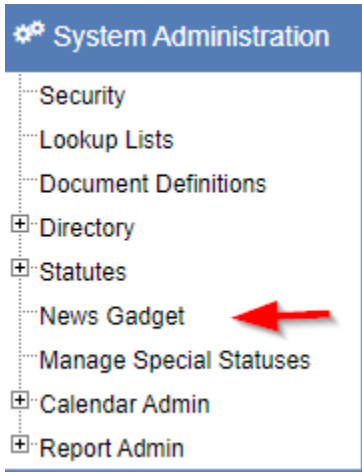 System Administration
Security
Lookup Lists
Document Definitions
Directory
Statutes
News Gadget
Manage Special Statuses
Calendar Admin
Report Admin